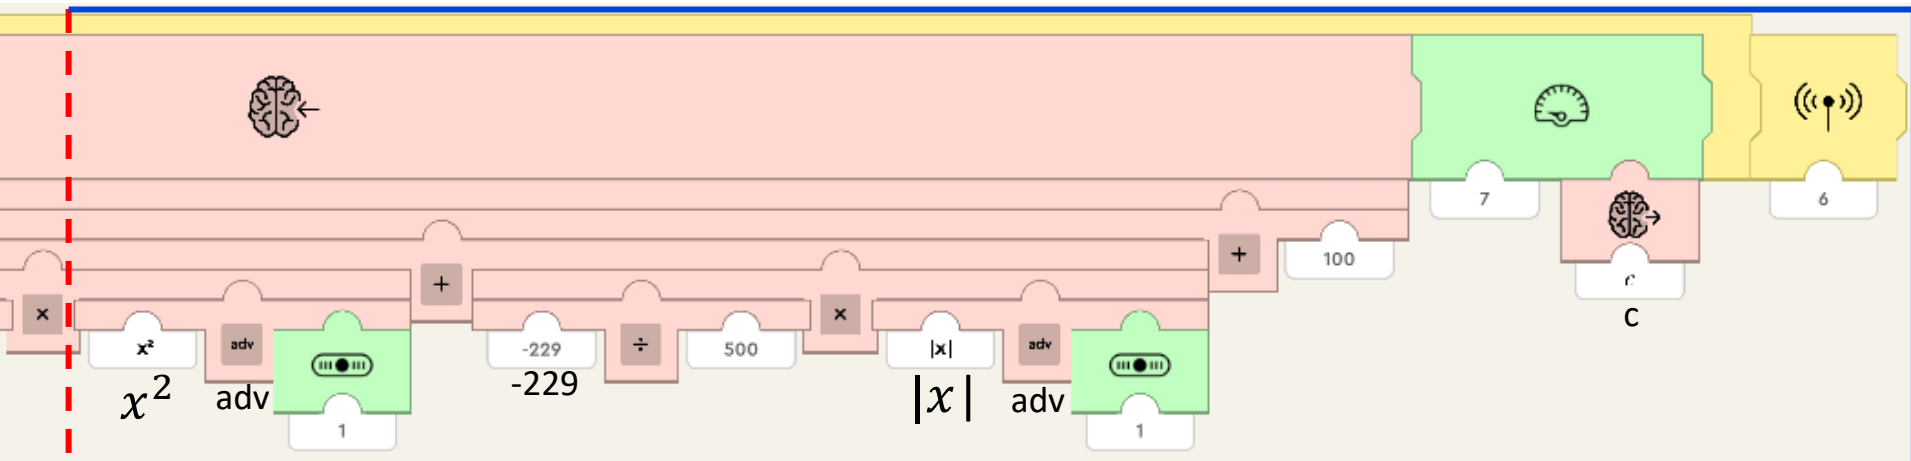 7
6
+
100
c
c
+
× x² adv -229 ÷ 500 × |x| adv
x² adv -229 |x| adv
1 1